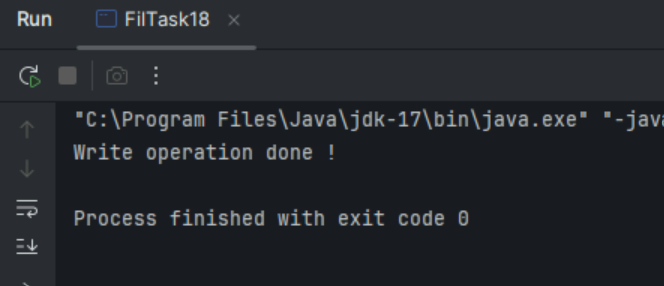 Run FilTask18
"C:\Program Files\Java\jdk-17\bin\java.exe" "-java
Write operation done !
Process finished with exit code 0